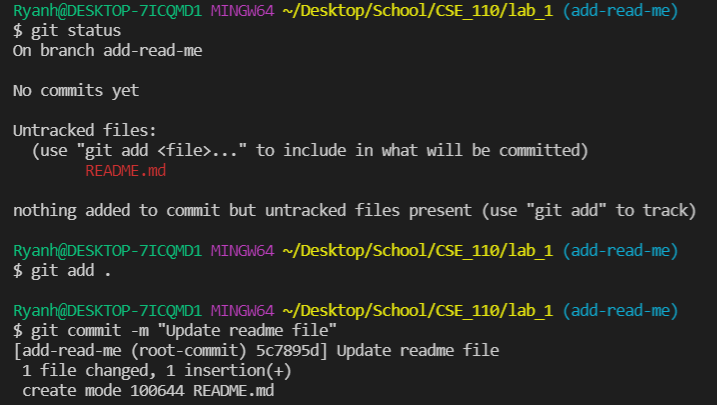 Ryanh@DESKTOP-7ICQMD1 MINGW64 ~/Desktop/School/CSE_110/lab_1 (add-read-me)
$ git status
On branch add-read-me

No commits yet

Untracked files:
  (use "git add <file>..." to include in what will be committed)
        README.md

nothing added to commit but untracked files present (use "git add" to track)

Ryanh@DESKTOP-7ICQMD1 MINGW64 ~/Desktop/School/CSE_110/lab_1 (add-read-me)
$ git add .

Ryanh@DESKTOP-7ICQMD1 MINGW64 ~/Desktop/School/CSE_110/lab_1 (add-read-me)
$ git commit -m "Update readme file"
[add-read-me (root-commit) 5c7895d] Update readme file
 1 file changed, 1 insertion(+)
 create mode 100644 README.md